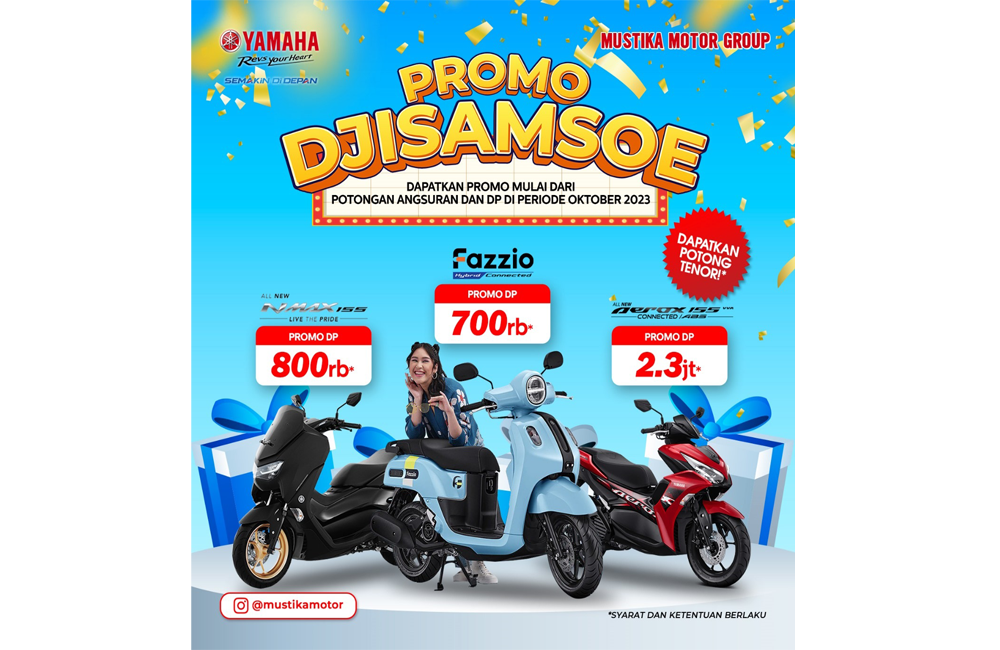 YAMAHA
Revs Your Heart
SEMAKIN DI DEPAN
MUSTIKA MOTOR GROUP
PROMO
DJISAMSOE
DAPATKAN PROMO MULAI DARI
POTONGAN ANGSURAN DAN DP DI PERIODE OKTOBER 2023
DAPATKAN
POTONG
TENOR!*
Fazzio
Hybrid Connected
PROMO DP
700rb*
ALL NEW
NMAX 155
LIVE THE PRIDE
PROMO DP
800rb*
ALL NEW
AEROX 155 VVA
CONNECTED / ABS
PROMO DP
2.3jt*
Fazzio
@mustikamotor
*SYARAT DAN KETENTUAN BERLAKU